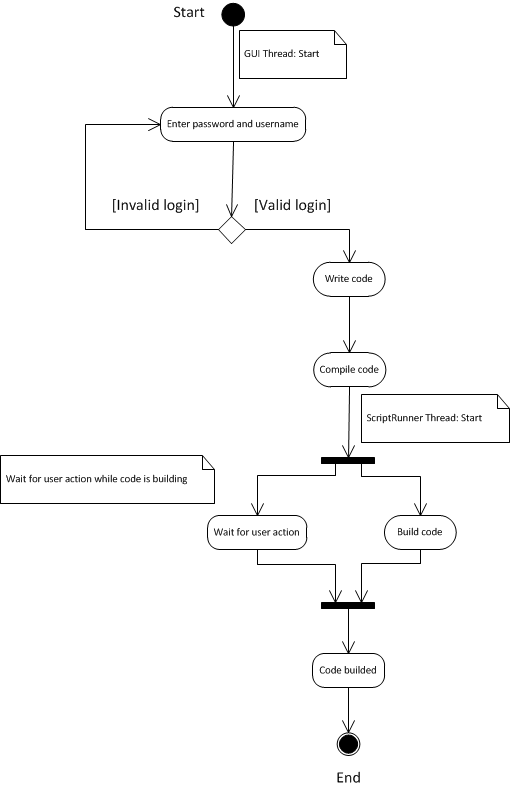 Start
GUI Thread: Start
Enter password and username
[Invalid login]
[Valid login]
Write code
Compile code
ScriptRunner Thread: Start
Wait for user action while code is building
Wait for user action
Build code
Code builded
End